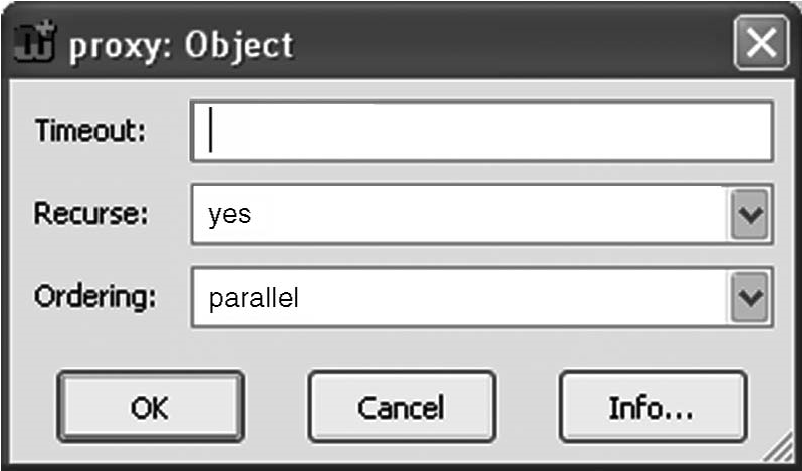 proxy: Object
Timeout:
Recurse: yes
Ordering: parallel
OK Cancel Info...